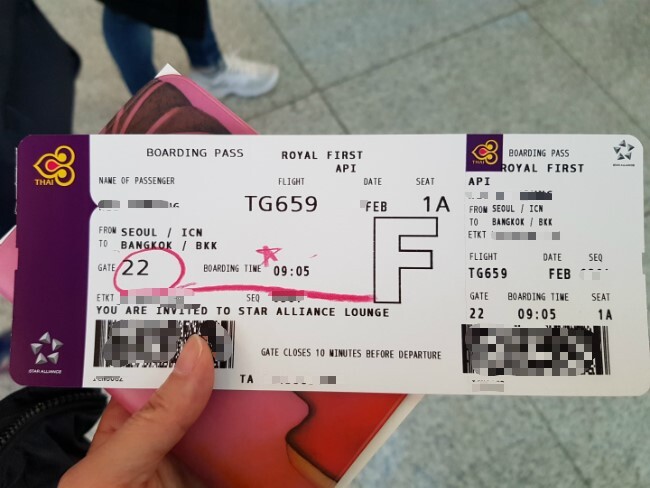 BOARDING PASS ROYAL FIRST
API
NAME OF PASSENGER FLIGHT DATE SEAT
TG659 FEB 1A
FROM SEOUL / ICN
TO BANGKOK / BKK
GATE 22 BOARDING TIME 09:05
F
ETKT SEQ
YOU ARE INVITED TO STAR ALLIANCE LOUNGE
GATE CLOSES 10 MINUTES BEFORE DEPARTURE
TA
THAI
STAR ALLIANCE
BOARDING PASS
ROYAL FIRST
API
FROM SEOUL / ICN
TO BANGKOK / BKK
ETKT
FLIGHT DATE
TG659 FEB
GATE BOARDING TIME SEAT
22 09:05 1A
STAR ALLIANCE